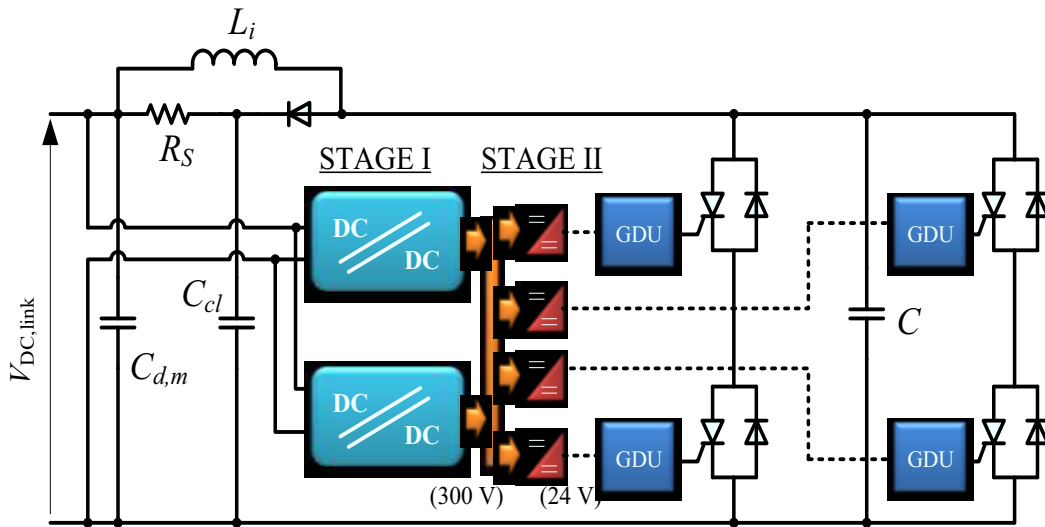 L_i
R_S
STAGE I STAGE II
DC
DC
GDU
GDU
V_DC,link
C_d,m
C_cl
C
DC
DC
GDU
GDU
(300 V) (24 V)